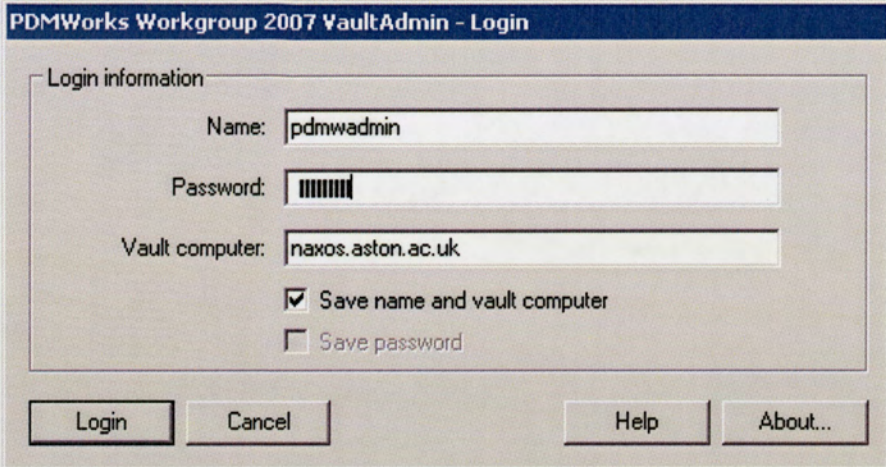 PDMWorks Workgroup 2007 VaultAdmin - Login
Login information
Name: pdmwadmin
Password:
Vault computer: naxos.aston.ac.uk
Save name and vault computer
Save password
Login Cancel Help About...